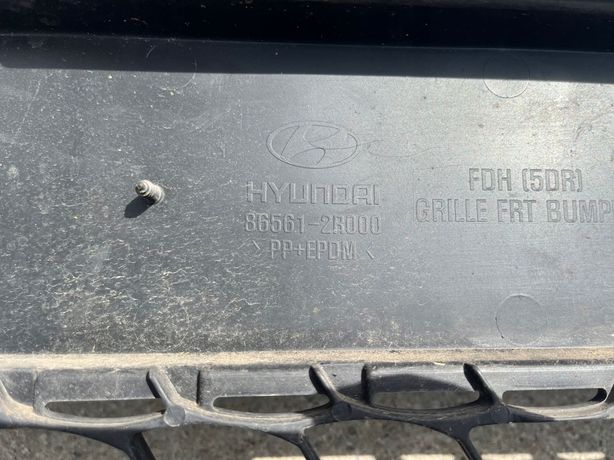 HYUNDAI
86561-2R000
> PP+EPDM <
FDH (5DR)
GRILLE FRT BUMP